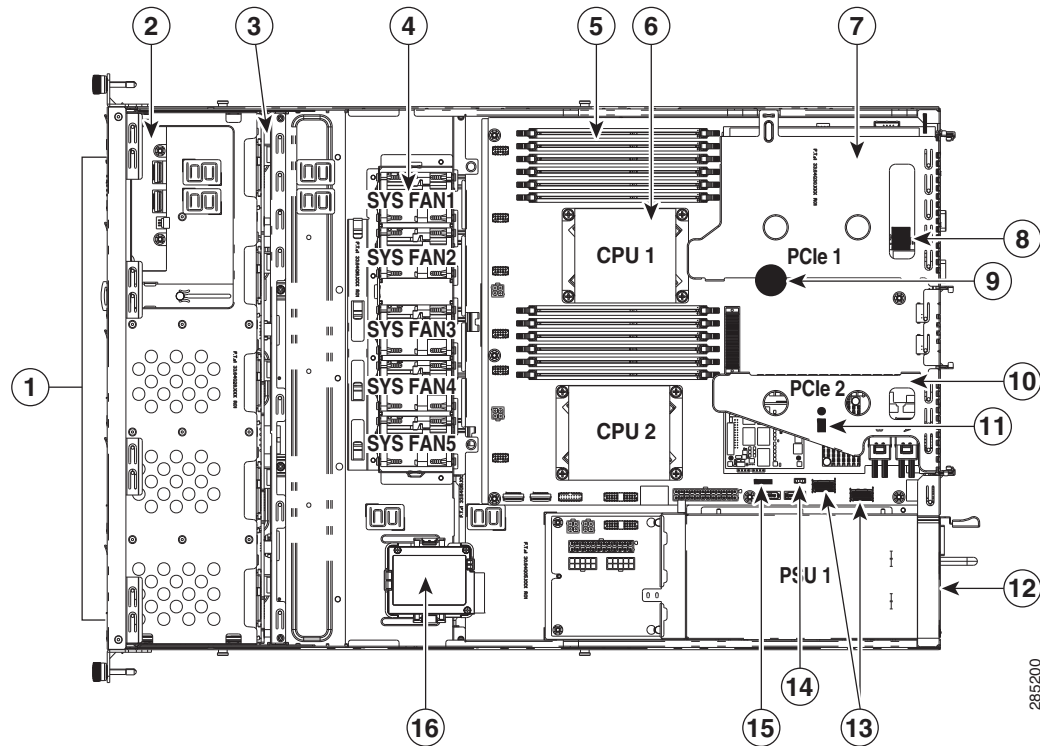 2
3
4
5
6
7
SYS FAN1
SYS FAN2
CPU 1
PCIe 1
8
9
SYS FAN3
1
SYS FAN4
PCIe 2
10
SYS FAN5
CPU 2
11
PSU 1
12
16
15
14
13
285200